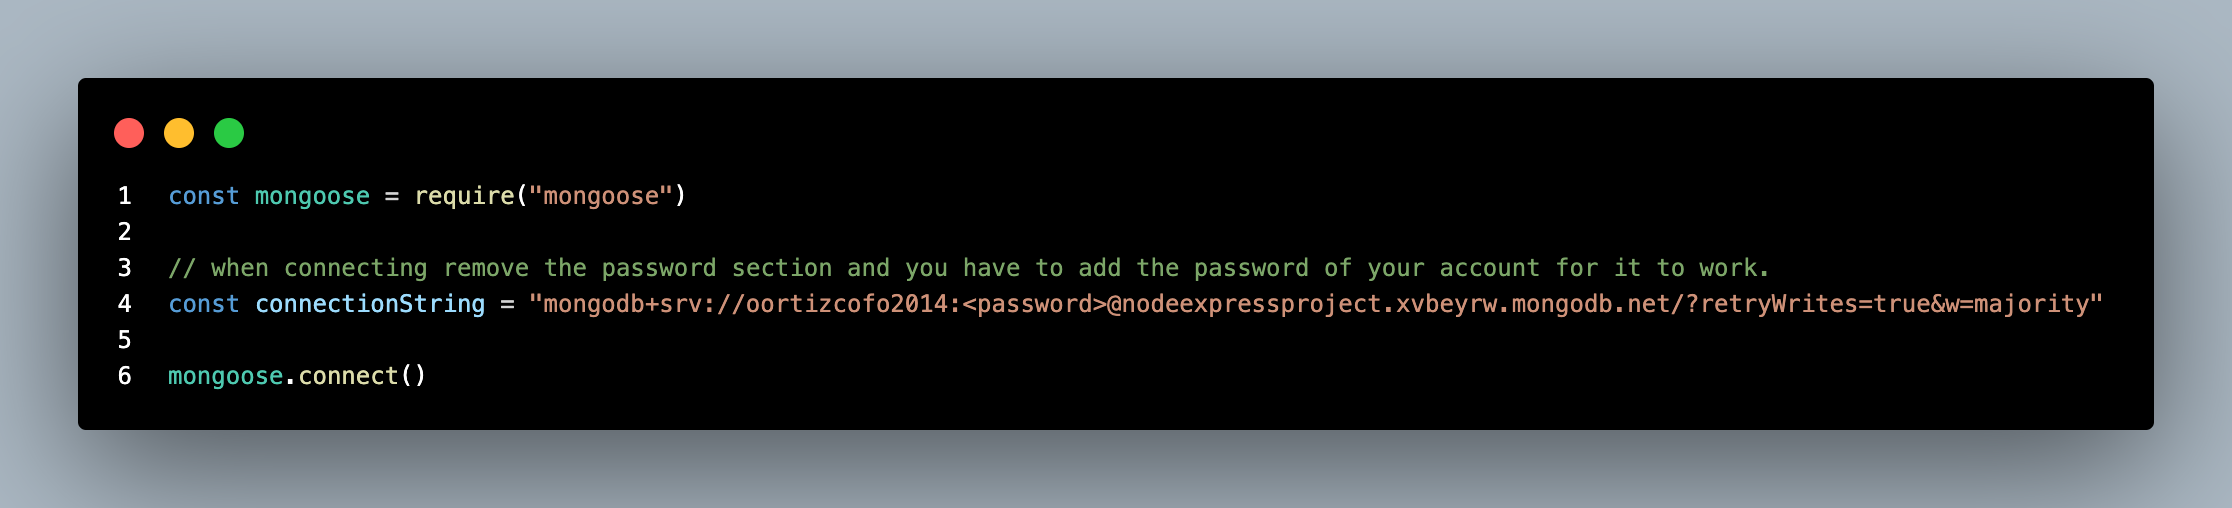 1 const mongoose = require("mongoose")
2
3 // when connecting remove the password section and you have to add the password of your account for it to work.
4 const connectionString = "mongodb+srv://oortizcofo2014:<password>@nodeexpressproject.xvbeyrw.mongodb.net/?retryWrites=true&w=majority"
5
6 mongoose.connect()